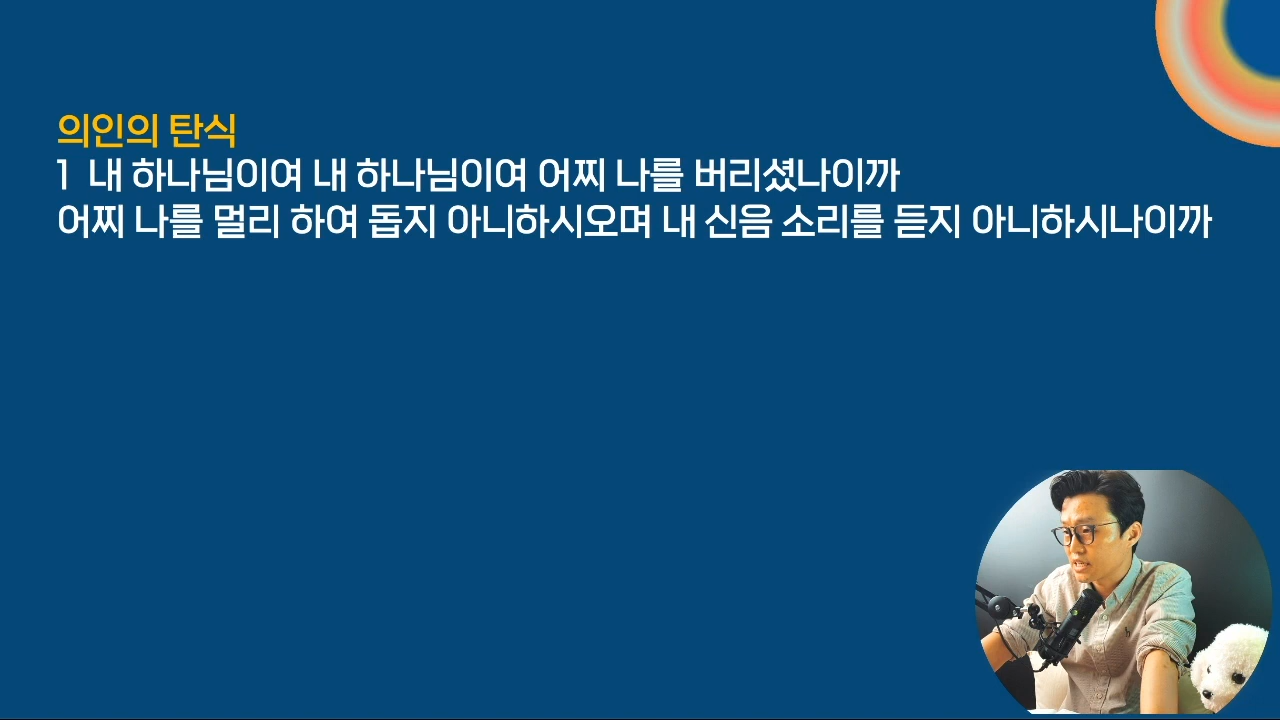 의인의 탄식
1 내 하나님이여 내 하나님이여 어찌 나를 버리셨나이까
어찌 나를 멀리 하여 돕지 아니하시오며 내 신음 소리를 듣지 아니하시나이까